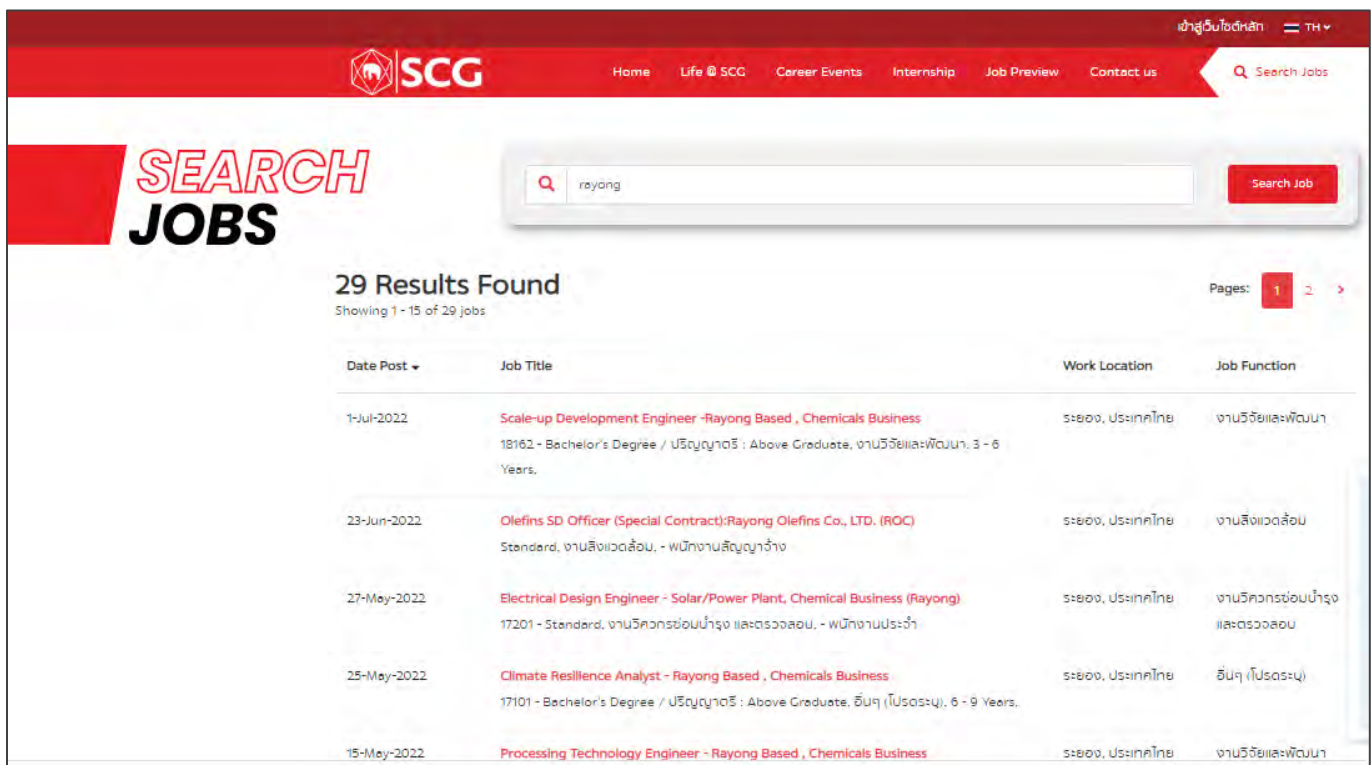 เข้าสู่เว็บไซต์หลัก TH
SCG Home Life @ SCG Career Events Internship Job Preview Contact us Search Jobs
SEARCH
JOBS
rayong Search Job
29 Results Found
Pages: 1 2 >
Showing 1 - 15 of 29 jobs
Date Post Job Title Work Location Job Function
1-Jul-2022 Scale-up Development Engineer -Rayong Based , Chemicals Business ระยอง, ประเทศไทย งานวิจัยและพัฒนา
18162 - Bachelor's Degree / ปริญญาตรี : Above Graduate, งานวิจัยและพัฒนา, 3 - 6
Years,
23-Jun-2022 Olefins SD Officer (Special Contract):Rayong Olefins Co., LTD. (ROC) ระยอง, ประเทศไทย งานสิ่งแวดล้อม
Standard, งานสิ่งแวดล้อม, - พนักงานสัญญาจ้าง
27-May-2022 Electrical Design Engineer - Solar/Power Plant, Chemical Business (Rayong) ระยอง, ประเทศไทย งานวิศวกรซ่อมบำรุง
17201 - Standard, งานวิศวกรซ่อมบำรุง และตรวจสอบ, - พนักงานประจำ และตรวจสอบ
25-May-2022 Climate Resilience Analyst - Rayong Based , Chemicals Business ระยอง, ประเทศไทย อื่นๆ (โปรดระบุ)
17101 - Bachelor's Degree / ปริญญาตรี : Above Graduate, อื่นๆ (โปรดระบุ), 6 - 9 Years,
15-May-2022 Processing Technology Engineer - Rayong Based , Chemicals Business ระยอง, ประเทศไทย งานวิจัยและพัฒนา